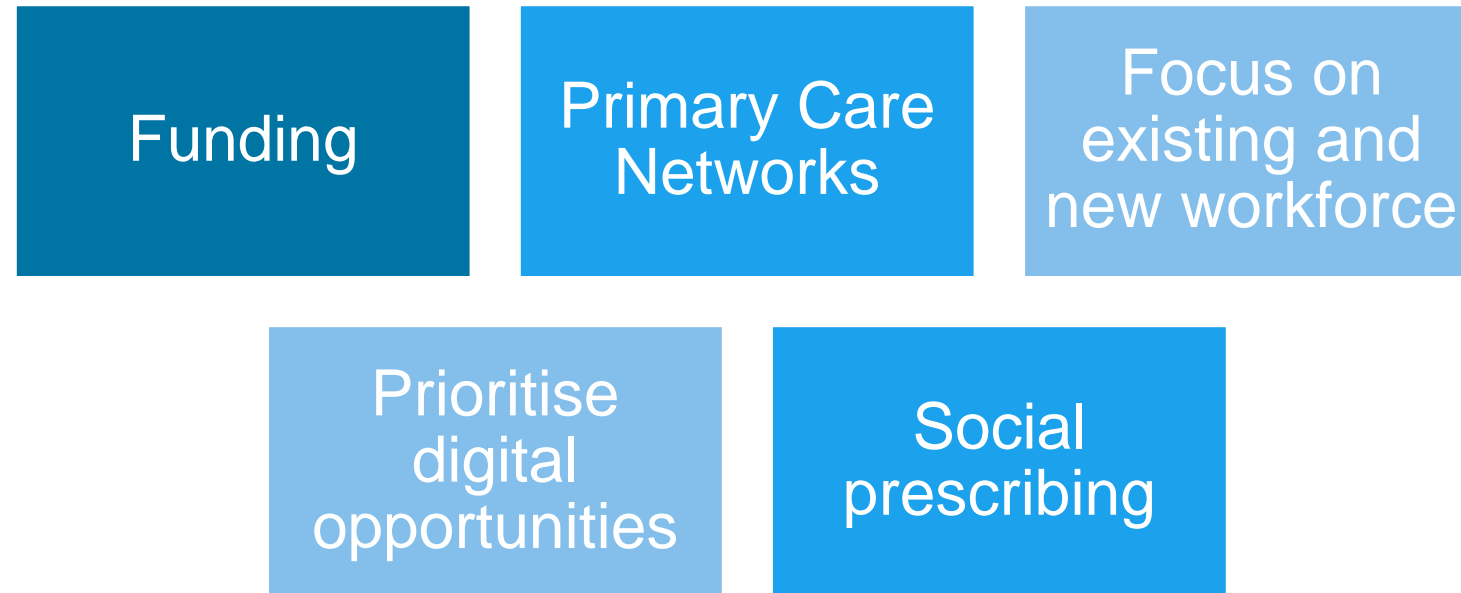 Funding
Primary Care
Networks
Focus on
existing and
new workforce
Prioritise
digital
opportunities
Social
prescribing